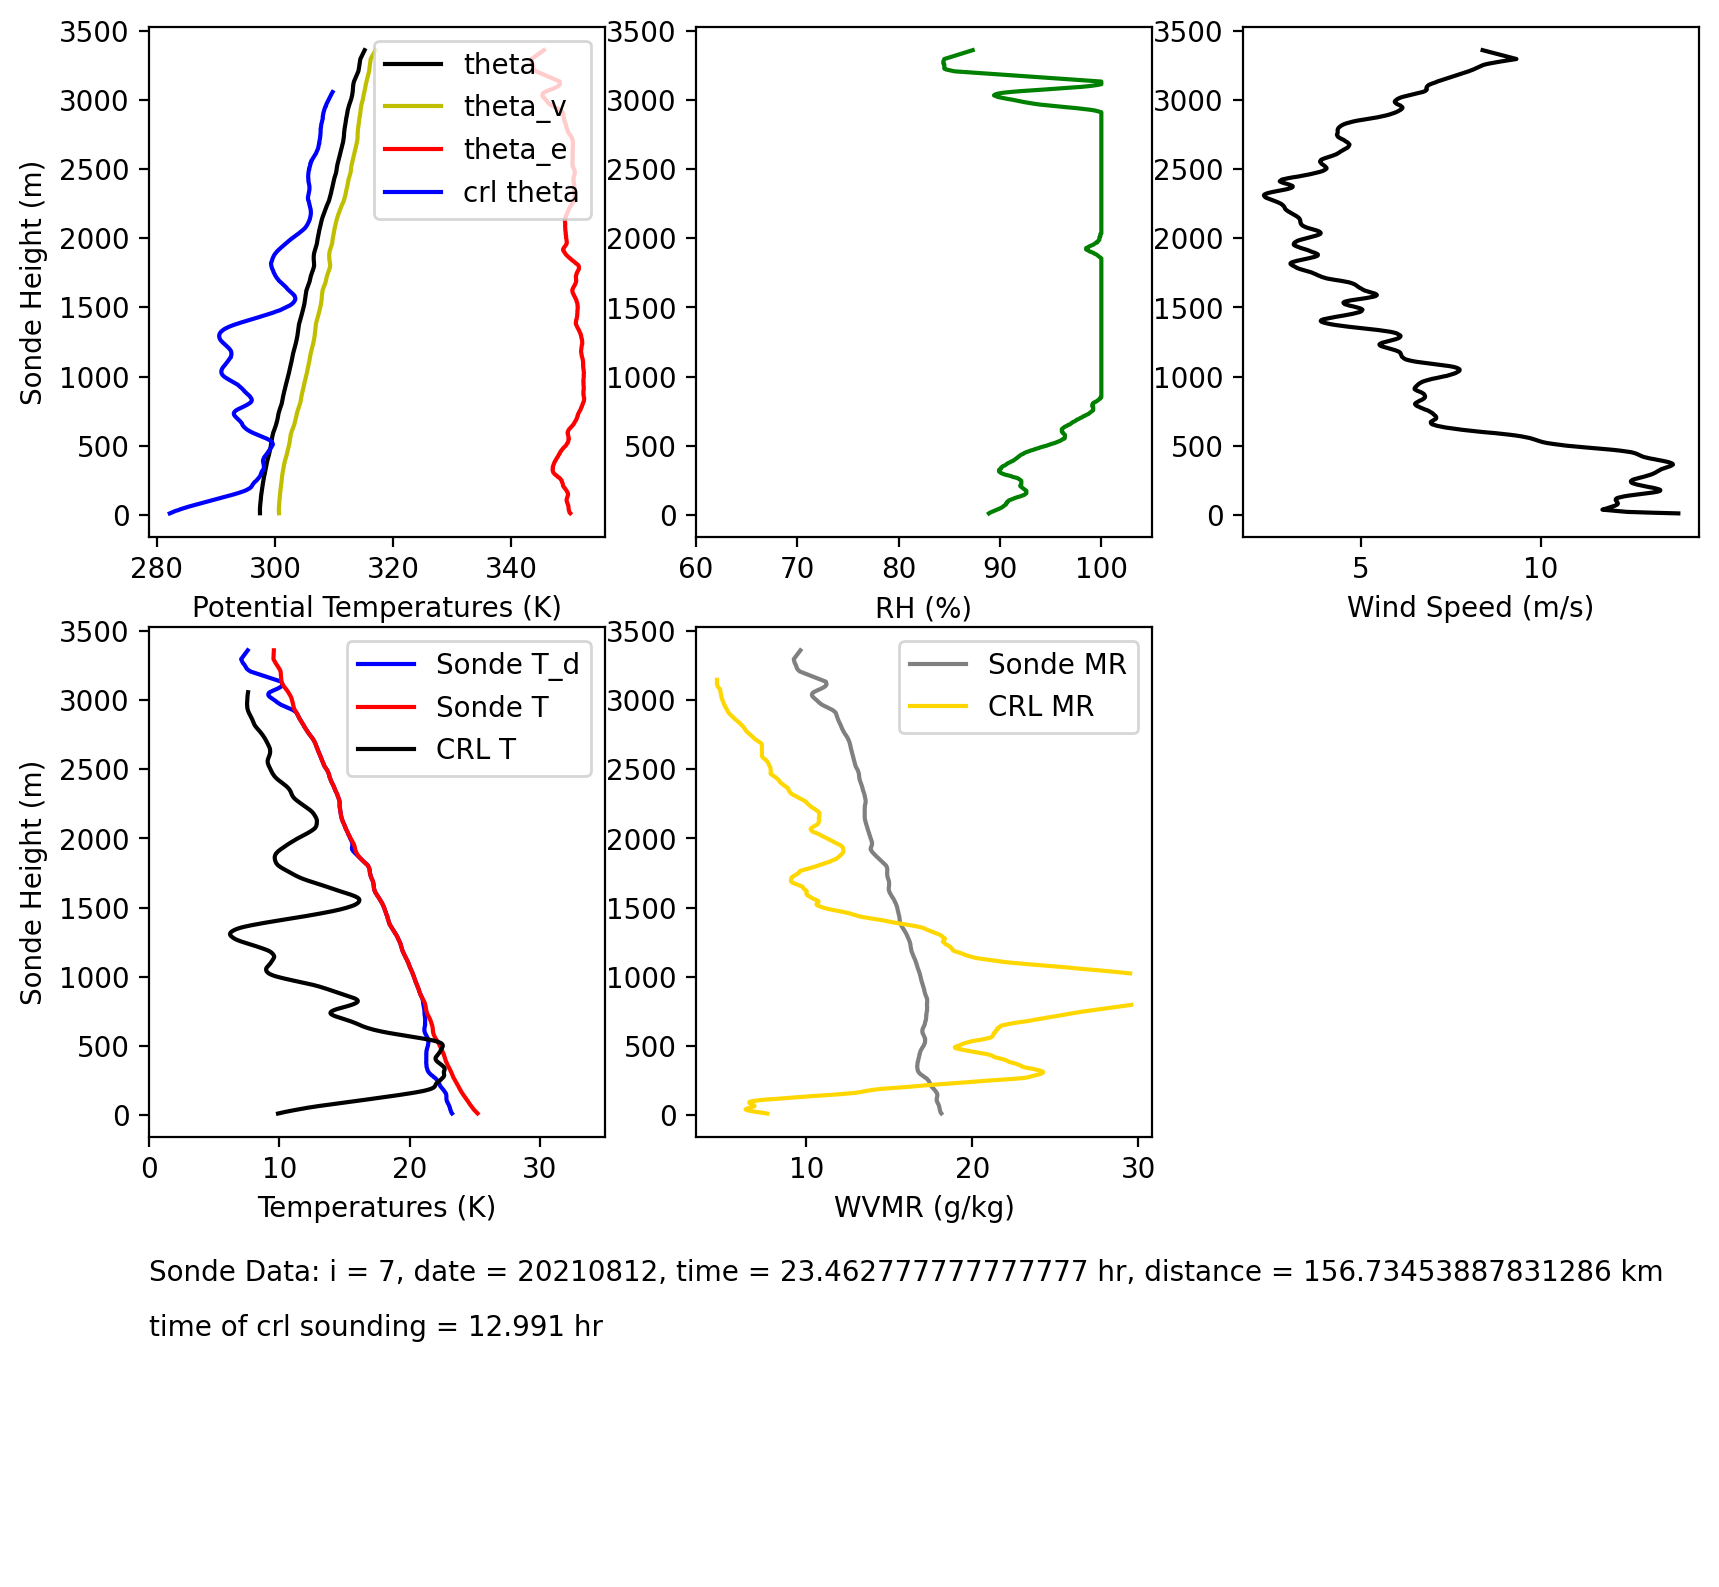 3500
3000
2500
2000
1500
1000
500
0
Sonde Height (m)
280 300 320 340
Potential Temperatures (K)
theta
theta_v
theta_e
crl theta
3500
3000
2500
2000
1500
1000
500
0
60 70 80 90 100
RH (%)
3500
3000
2500
2000
1500
1000
500
0
5 10
Wind Speed (m/s)
3500
3000
2500
2000
1500
1000
500
0
Sonde Height (m)
0 10 20 30
Temperatures (K)
Sonde T_d
Sonde T
CRL T
3500
3000
2500
2000
1500
1000
500
0
10 20 30
WVMR (g/kg)
Sonde MR
CRL MR
Sonde Data: i = 7, date = 20210812, time = 23.462777777777777 hr, distance = 156.73453887831286 km
time of crl sounding = 12.991 hr